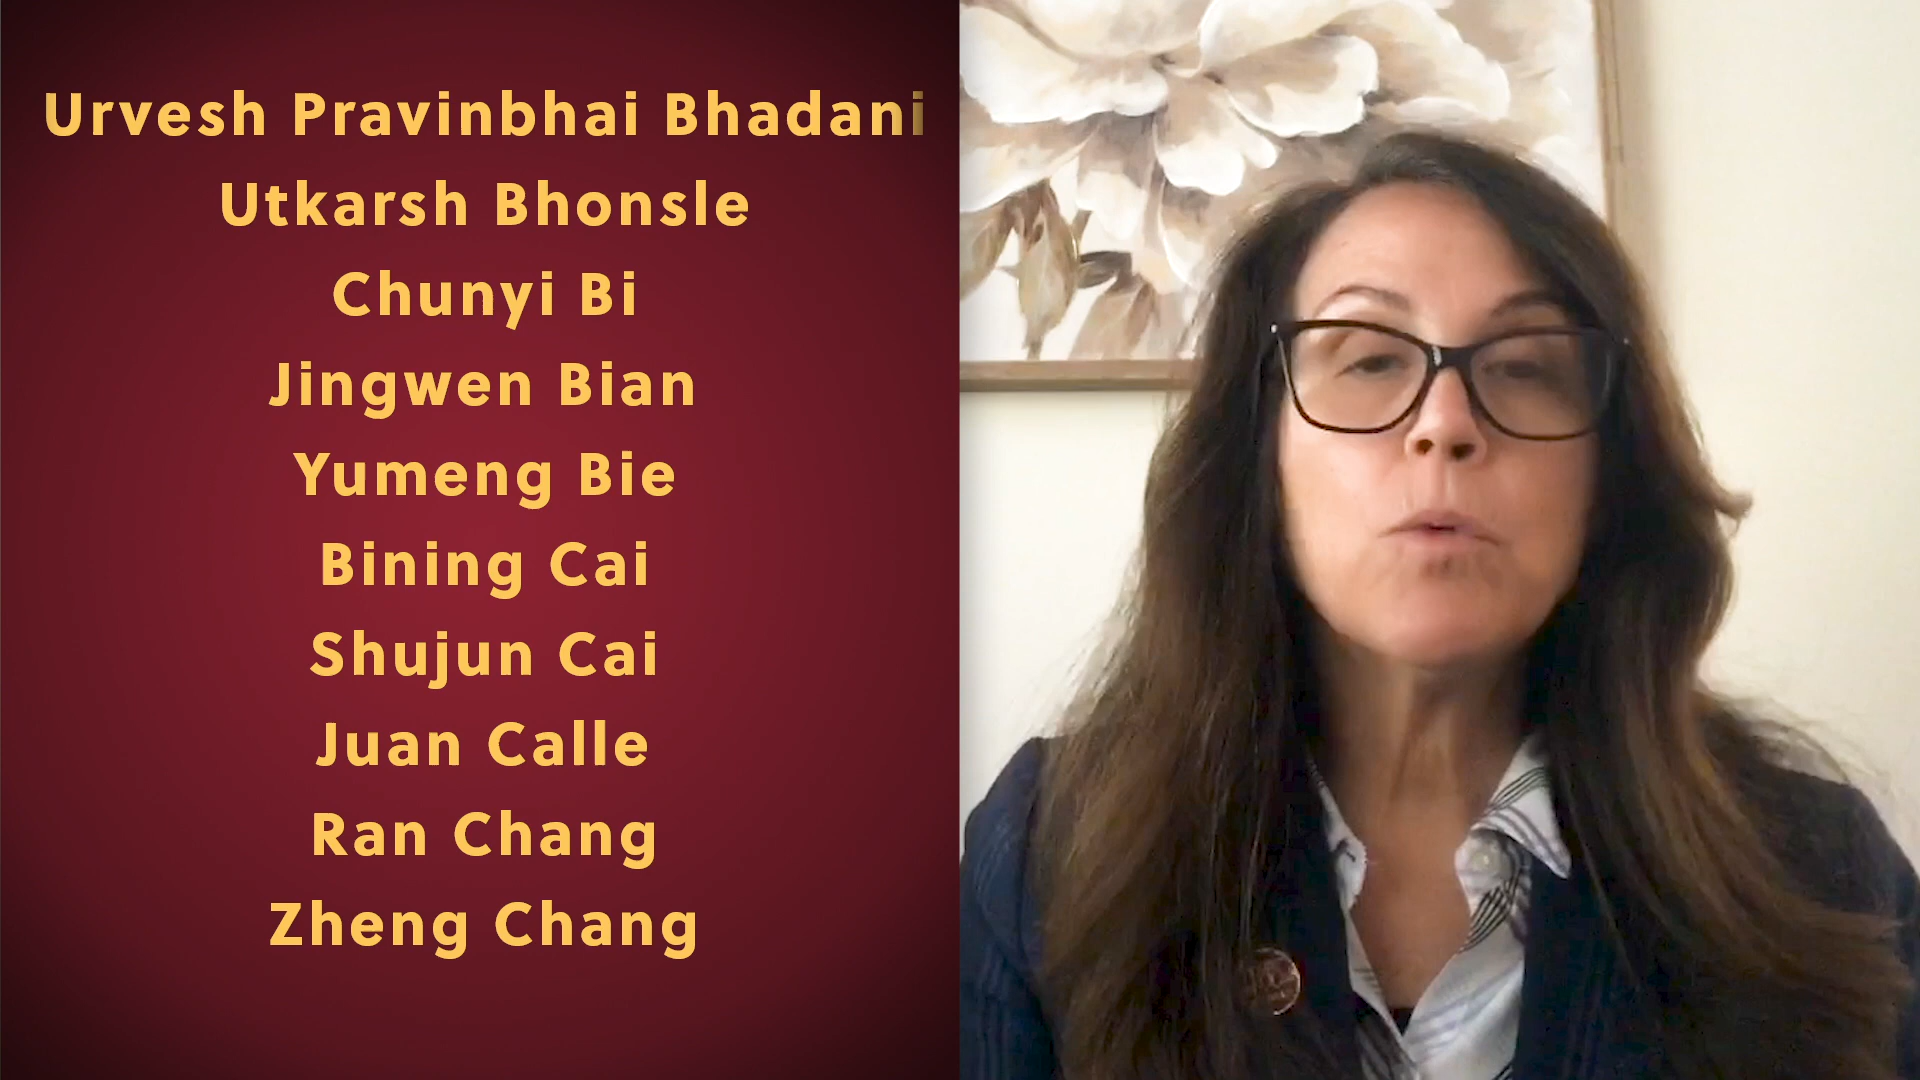 Urvesh Pravinbhai Bhadani
Utkarsh Bhonsle
Chunyi Bi
Jingwen Bian
Yumeng Bie
Bining Cai
Shujun Cai
Juan Calle
Ran Chang
Zheng Chang